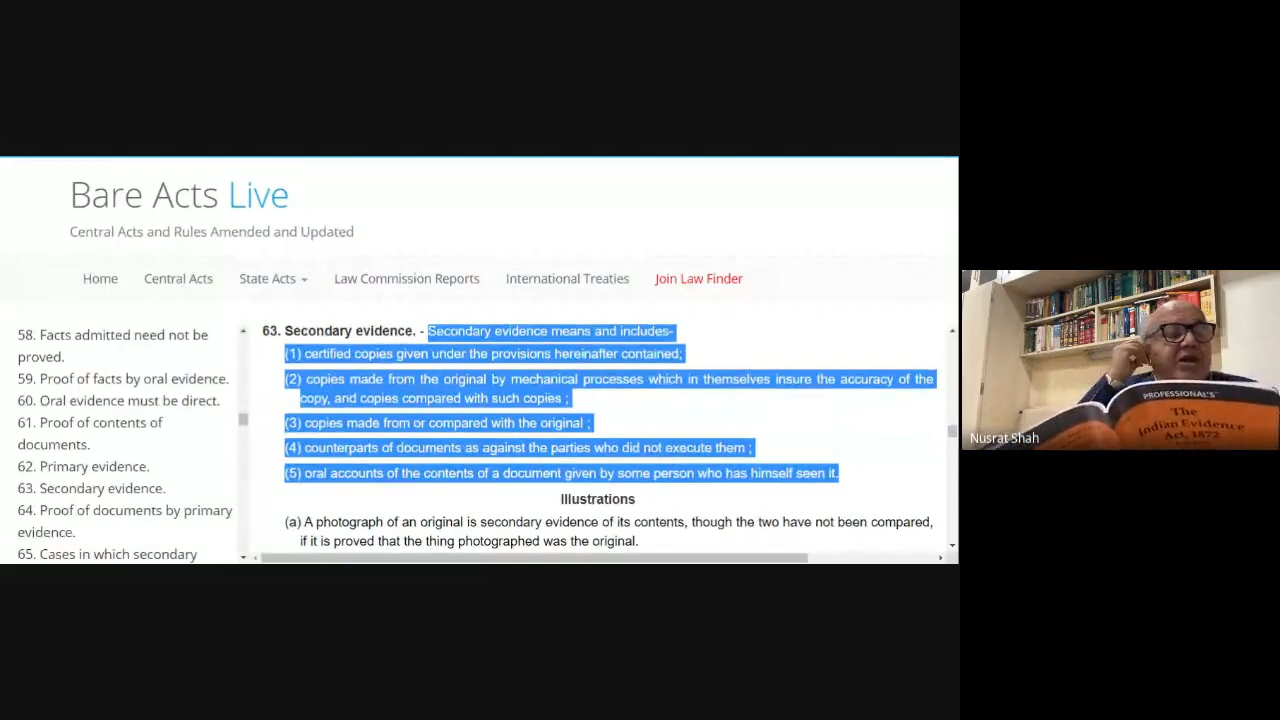 Bare Acts Live
Central Acts and Rules Amended and Updated
Home Central Acts State Acts Law Commission Reports International Treaties Join Law Finder
58. Facts admitted need not be
proved.
59. Proof of facts by oral evidence.
60. Oral evidence must be direct.
61. Proof of contents of
documents.
62. Primary evidence.
63. Secondary evidence.
64. Proof of documents by primary
evidence.
65. Cases in which secondary
63. Secondary evidence. - Secondary evidence means and includes-
(1) certified copies given under the provisions hereinafter contained;
(2) copies made from the original by mechanical processes which in themselves insure the accuracy of the
copy, and copies compared with such copies ;
(3) copies made from or compared with the original ;
(4) counterparts of documents as against the parties who did not execute them ;
(5) oral accounts of the contents of a document given by some person who has himself seen it.
Illustrations
(a) A photograph of an original is secondary evidence of its contents, though the two have not been compared,
if it is proved that the thing photographed was the original.
PROFESSIONAL'S
The
Indian Evidence
Act, 1872
Nusrat Shah